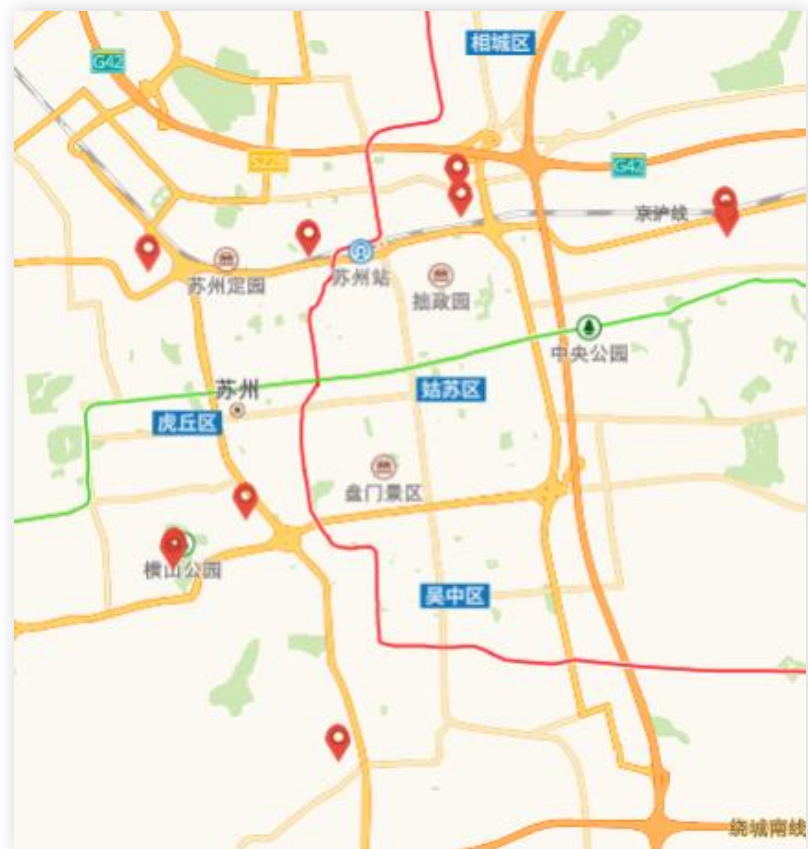 相城区
G42
S228
G42
京沪线
苏州定园
苏州站
拙政园
中央公园
苏州
姑苏区
虎丘区
盘门景区
横山公园
吴中区
绕城南线